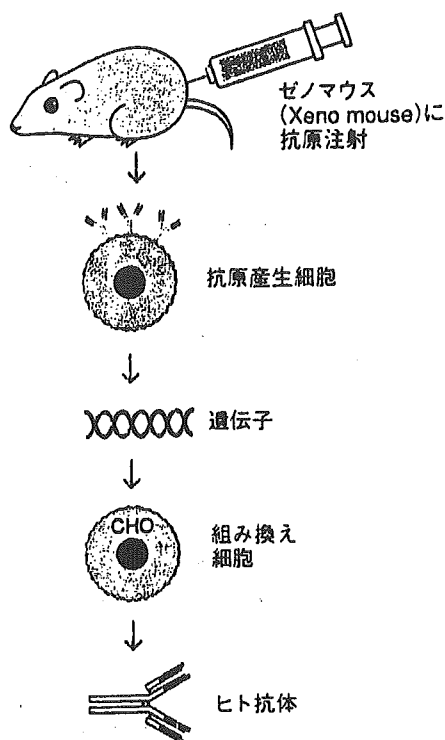 ゼノマウス
(Xeno mouse)に
抗原注射
抗原産生細胞
遺伝子
CHO
組み換え
細胞
ヒト抗体